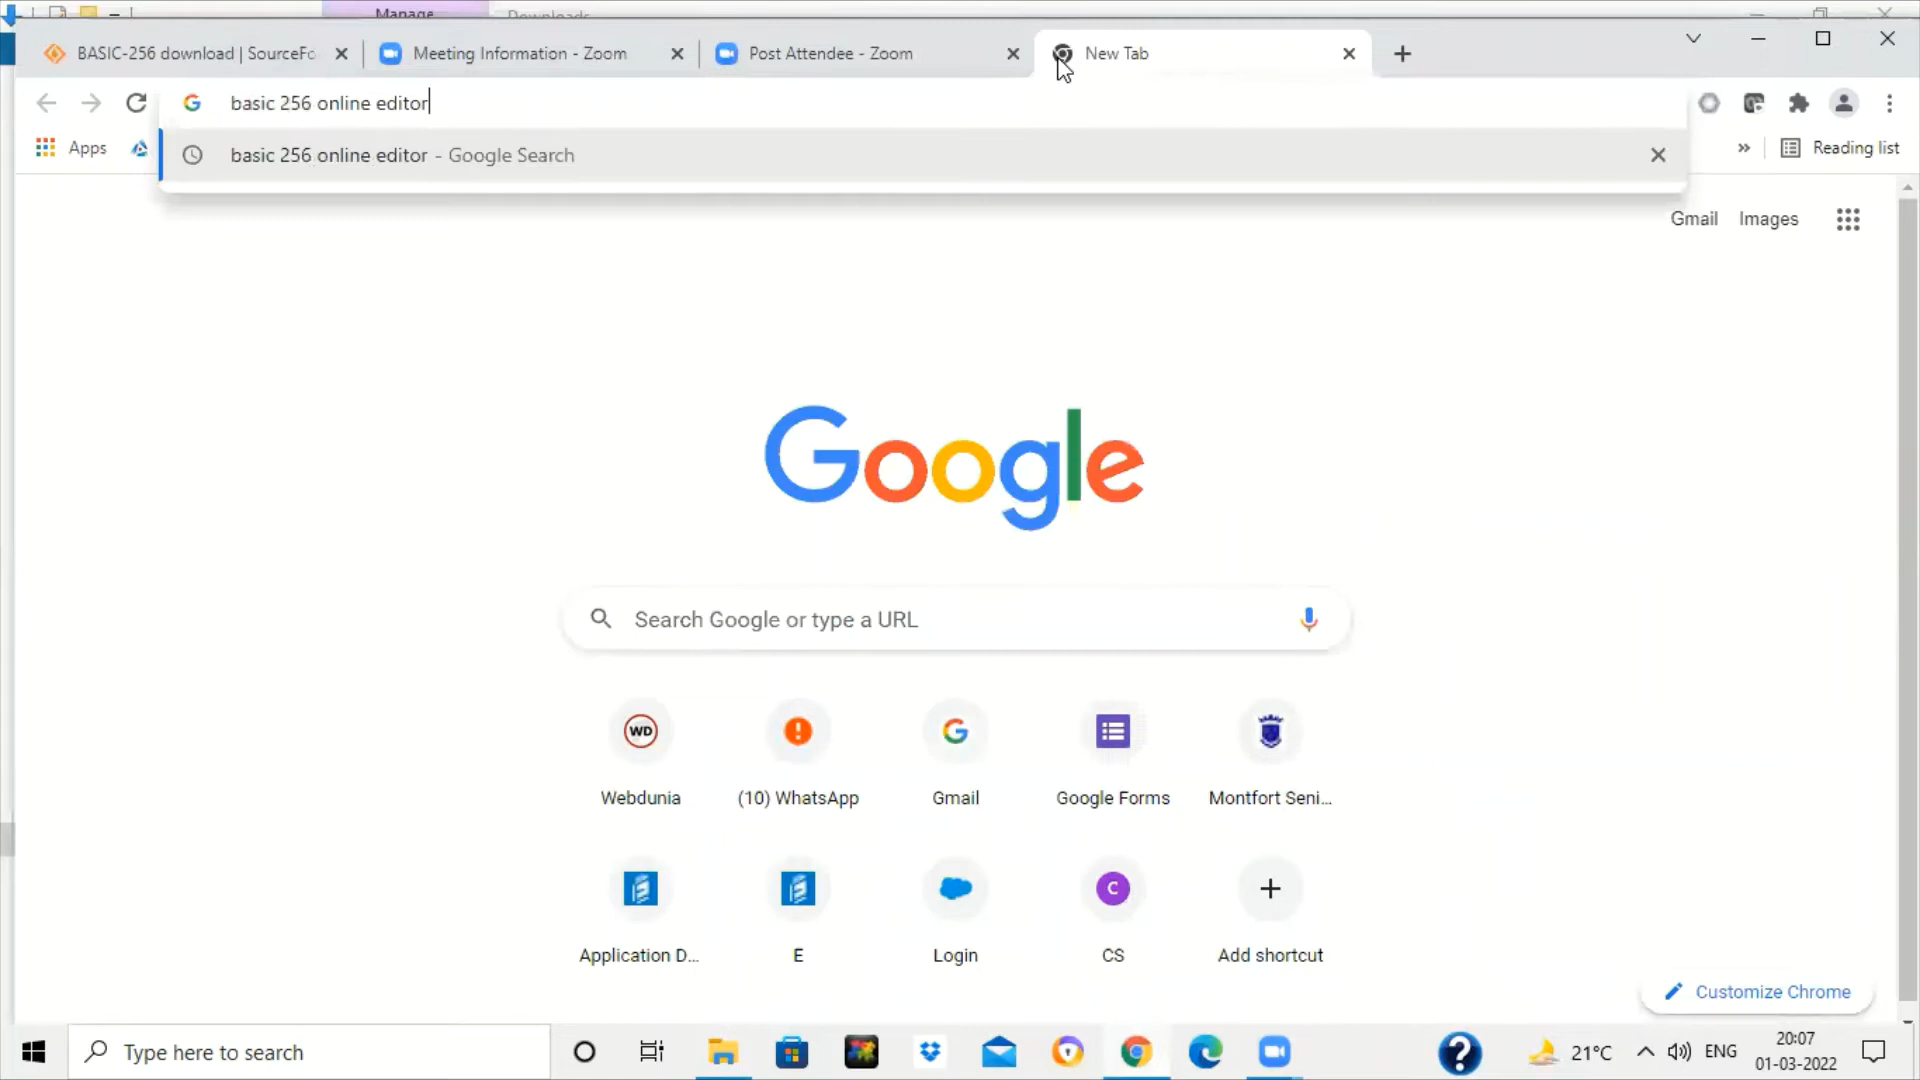 Manage
Downloads
BASIC-256 download | SourceFo
Meeting Information - Zoom
Post Attendee - Zoom
New Tab
basic 256 online editor
Apps
basic 256 online editor - Google Search
Reading list
Gmail Images
Google
Search Google or type a URL
WD
Webdunia
(10) WhatsApp
Gmail
Google Forms
Montfort Seni...
C
Application D...
E
Login
CS
Add shortcut
Customize Chrome
Type here to search
21°C
ENG
20:07
01-03-2022